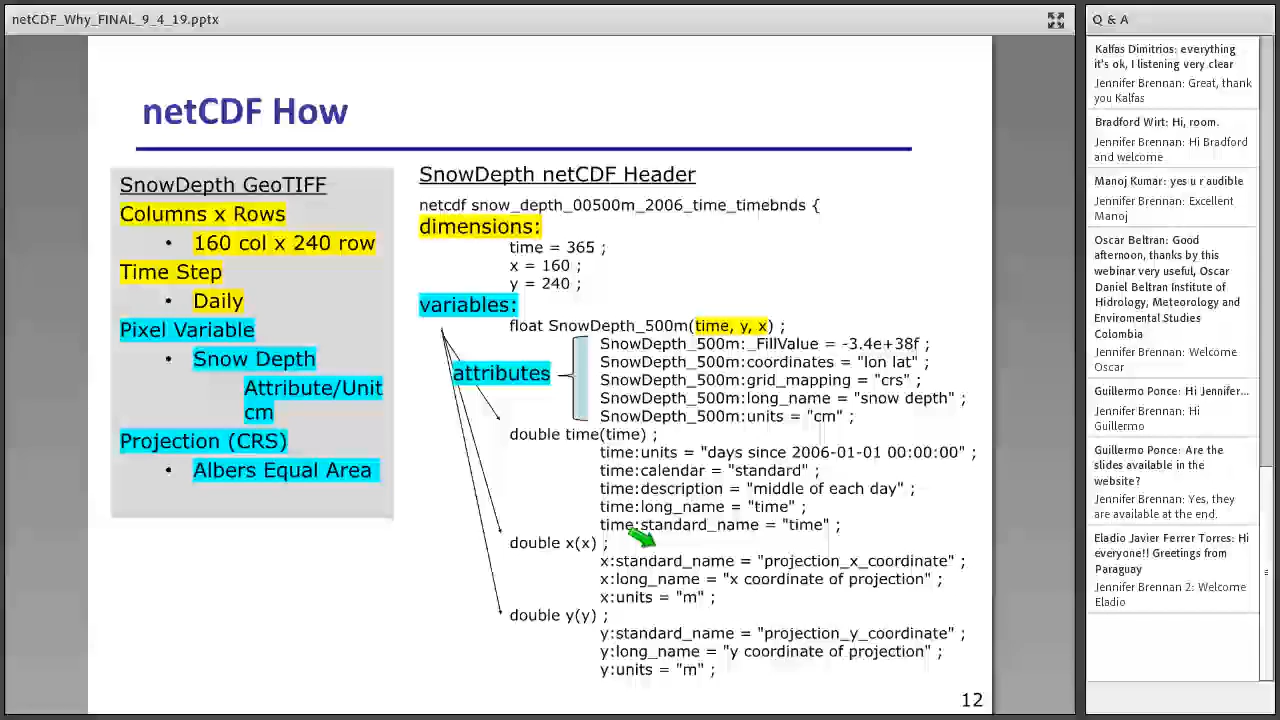 netCDF_Why_FINAL_9_4_19.pptx
netCDF How
SnowDepth GeoTIFF
Columns x Rows
• 160 col x 240 row
Time Step
• Daily
Pixel Variable
• Snow Depth
Attribute/Unit
cm
Projection (CRS)
• Albers Equal Area
SnowDepth netCDF Header
netcdf snow_depth_00500m_2006_time_timebnds {
dimensions:
time = 365 ;
x = 160 ;
y = 240 ;
variables:
float SnowDepth_500m(time, y, x) ;
attributes
SnowDepth_500m:_FillValue = -3.4e+38f ;
SnowDepth_500m:coordinates = "lon lat" ;
SnowDepth_500m:grid_mapping = "crs" ;
SnowDepth_500m:long_name = "snow depth" ;
SnowDepth_500m:units = "cm" ;
double time(time) ;
time:units = "days since 2006-01-01 00:00:00" ;
time:calendar = "standard" ;
time:description = "middle of each day" ;
time:long_name = "time" ;
time:standard_name = "time" ;
double x(x) ;
x:standard_name = "projection_x_coordinate" ;
x:long_name = "x coordinate of projection" ;
x:units = "m" ;
double y(y) ;
y:standard_name = "projection_y_coordinate" ;
y:long_name = "y coordinate of projection" ;
y:units = "m" ;
12
Q & A
Kalfas Dimitrios: everything
it's ok, I listening very clear
Jennifer Brennan: Great, thank
you Kalfas
Bradford Wirt: Hi, room.
Jennifer Brennan: Hi Bradford
and welcome
Manoj Kumar: yes u r audible
Jennifer Brennan: Excellent
Manoj
Oscar Beltran: Good
afternoon, thanks by this
webinar very useful, Oscar
Daniel Beltran Institute of
Hidrology, Meteorology and
Enviromental Studies
Colombia
Jennifer Brennan: Welcome
Oscar
Guillermo Ponce: Hi Jennifer...
Jennifer Brennan: Hi
Guillermo
Guillermo Ponce: Are the
slides available in the
website?
Jennifer Brennan: Yes, they
are available at the end.
Eladio Javier Ferrer Torres: Hi
everyone!! Greetings from
Paraguay
Jennifer Brennan 2: Welcome
Eladio